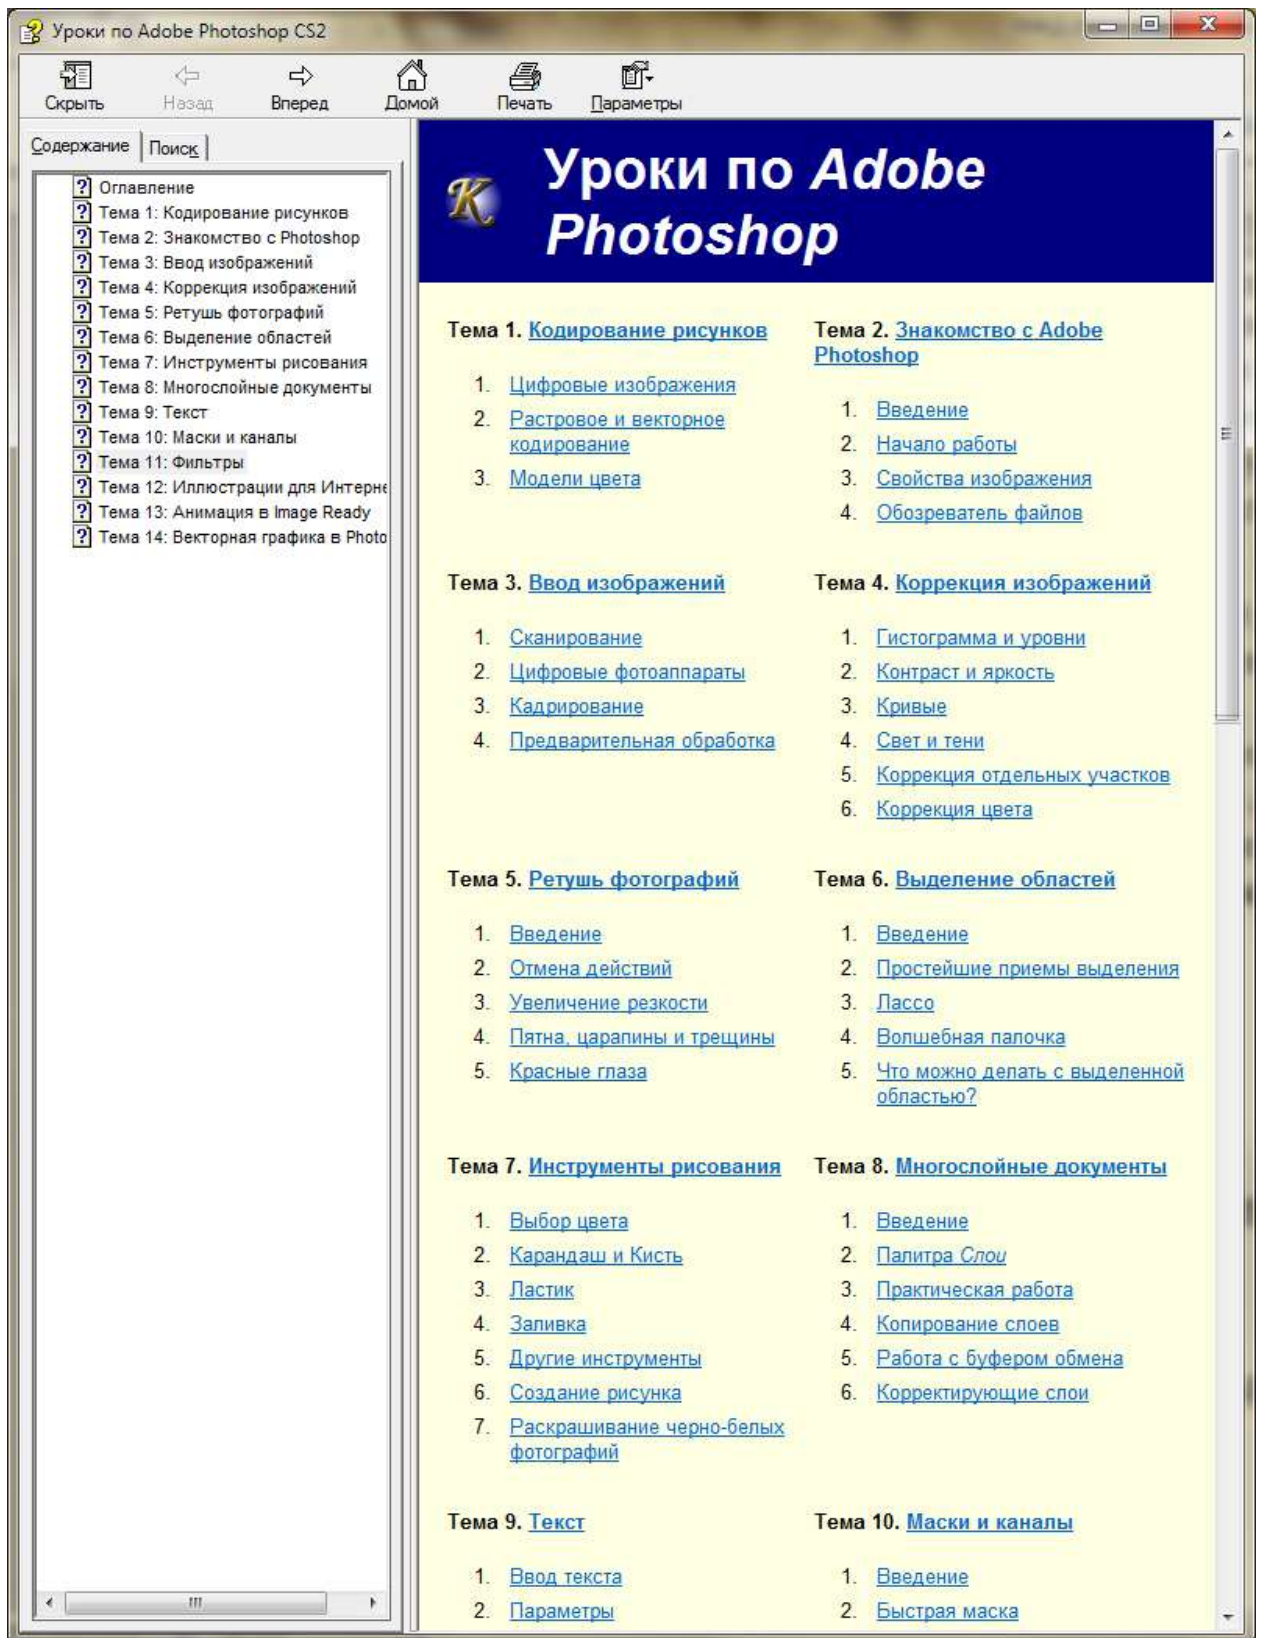 Уроки по Adobe Photoshop CS2
Скрыть Назад Вперед Домой Печать Параметры
Содержание Поиск
Оглавление
Тема 1: Кодирование рисунков
Тема 2: Знакомство с Photoshop
Тема 3: Ввод изображений
Тема 4: Коррекция изображений
Тема 5: Ретушь фотографий
Тема 6: Выделение областей
Тема 7: Инструменты рисования
Тема 8: Многослойные документы
Тема 9: Текст
Тема 10: Маски и каналы
Тема 11: Фильтры
Тема 12: Иллюстрации для Интерне
Тема 13: Анимация в Image Ready
Тема 14: Векторная графика в Photo
K
Уроки по Adobe
Photoshop
Тема 1. Кодирование рисунков
1. Цифровые изображения
2. Растровое и векторное
кодирование
3. Модели цвета
Тема 2. Знакомство с Adobe
Photoshop
1. Введение
2. Начало работы
3. Свойства изображения
4. Обозреватель файлов
Тема 3. Ввод изображений
1. Сканирование
2. Цифровые фотоаппараты
3. Кадрирование
4. Предварительная обработка
Тема 4. Коррекция изображений
1. Гистограмма и уровни
2. Контраст и яркость
3. Кривые
4. Свет и тени
5. Коррекция отдельных участков
6. Коррекция цвета
Тема 5. Ретушь фотографий
1. Введение
2. Отмена действий
3. Увеличение резкости
4. Пятна, царапины и трещины
5. Красные глаза
Тема 6. Выделение областей
1. Введение
2. Простейшие приемы выделения
3. Лассо
4. Волшебная палочка
5. Что можно делать с выделенной
областью?
Тема 7. Инструменты рисования
1. Выбор цвета
2. Карандаш и Кисть
3. Ластик
4. Заливка
5. Другие инструменты
6. Создание рисунка
7. Раскрашивание черно-белых
фотографий
Тема 8. Многослойные документы
1. Введение
2. Палитра Слои
3. Практическая работа
4. Копирование слоев
5. Работа с буфером обмена
6. Корректирующие слои
Тема 9. Текст
1. Ввод текста
2. Параметры
Тема 10. Маски и каналы
1. Введение
2. Быстрая маска